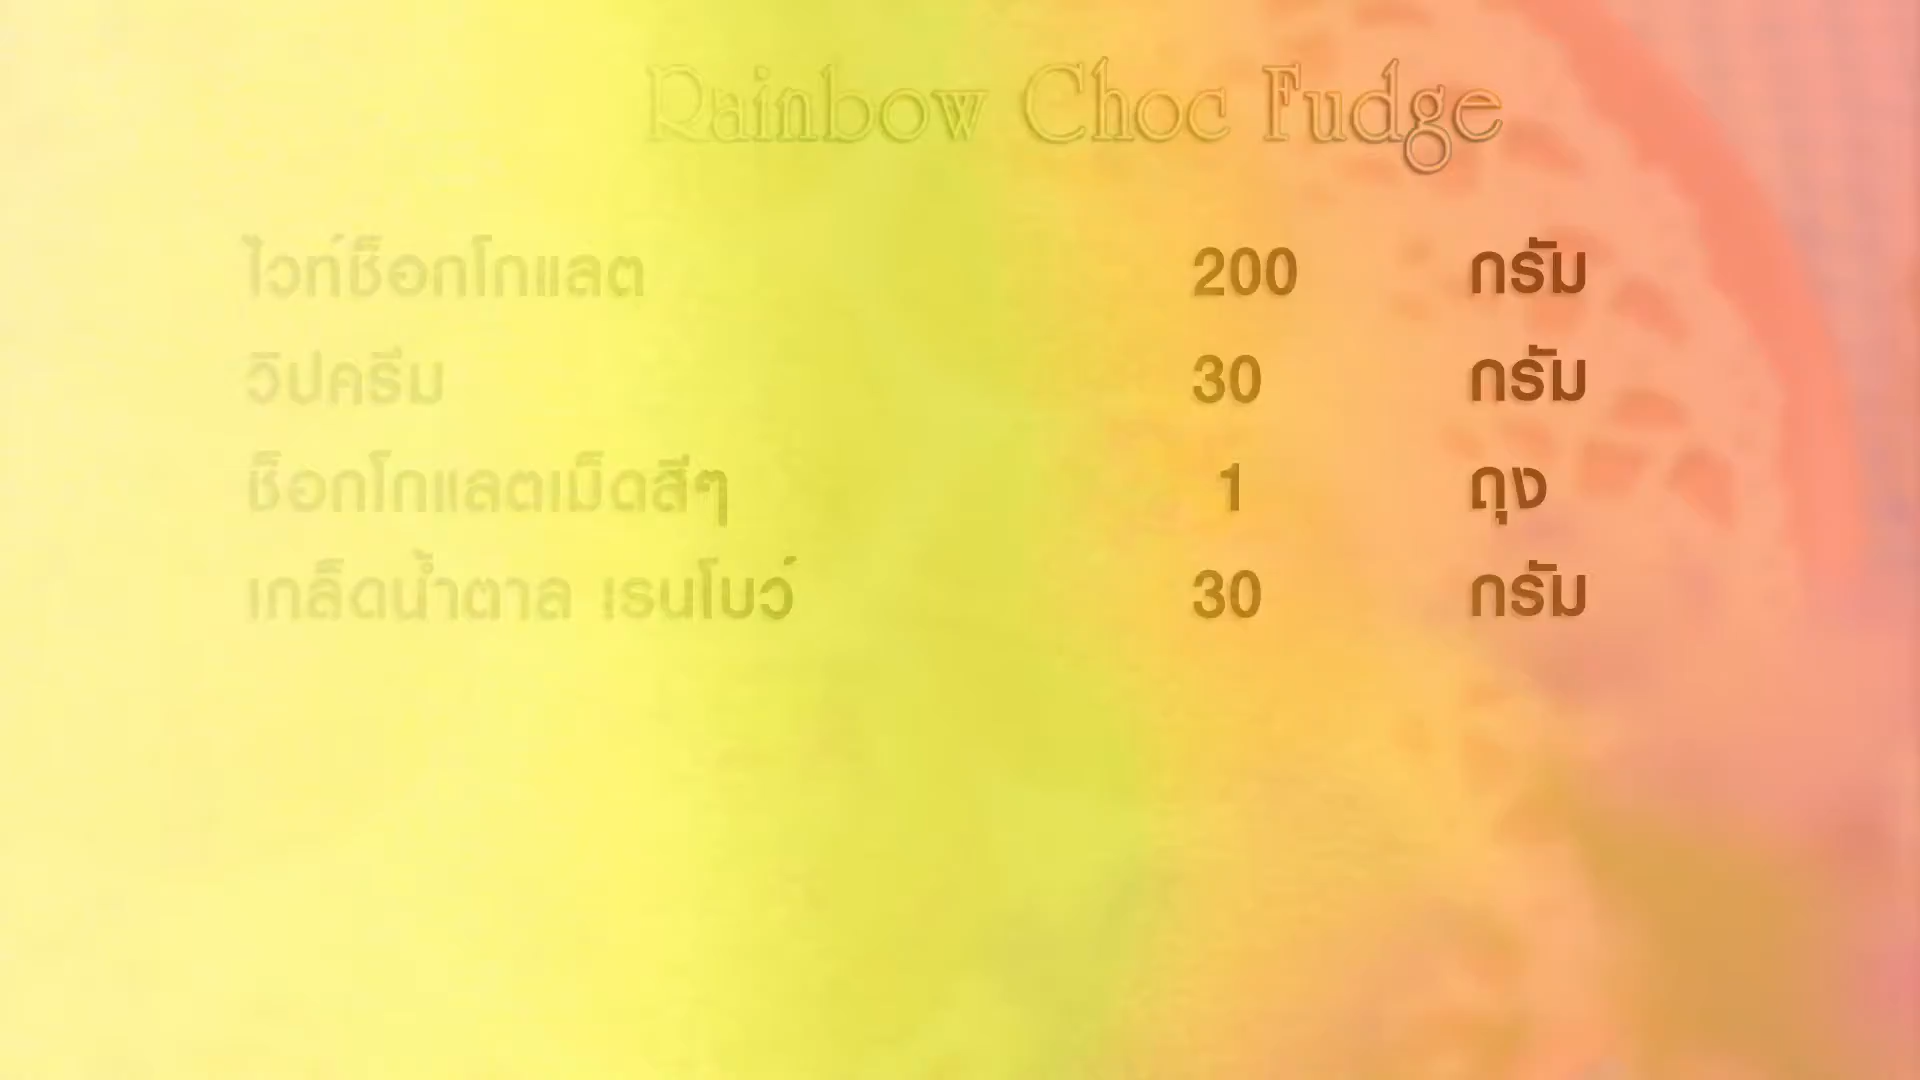 Rainbow Choc Fudge
ไวท์ช็อกโกแลต 200 กรัม
วิปครีม 30 กรัม
ช็อกโกแลตเม็ดสีๆ 1 ถุง
เกล็ดน้ำตาล เรนโบว์ 30 กรัม